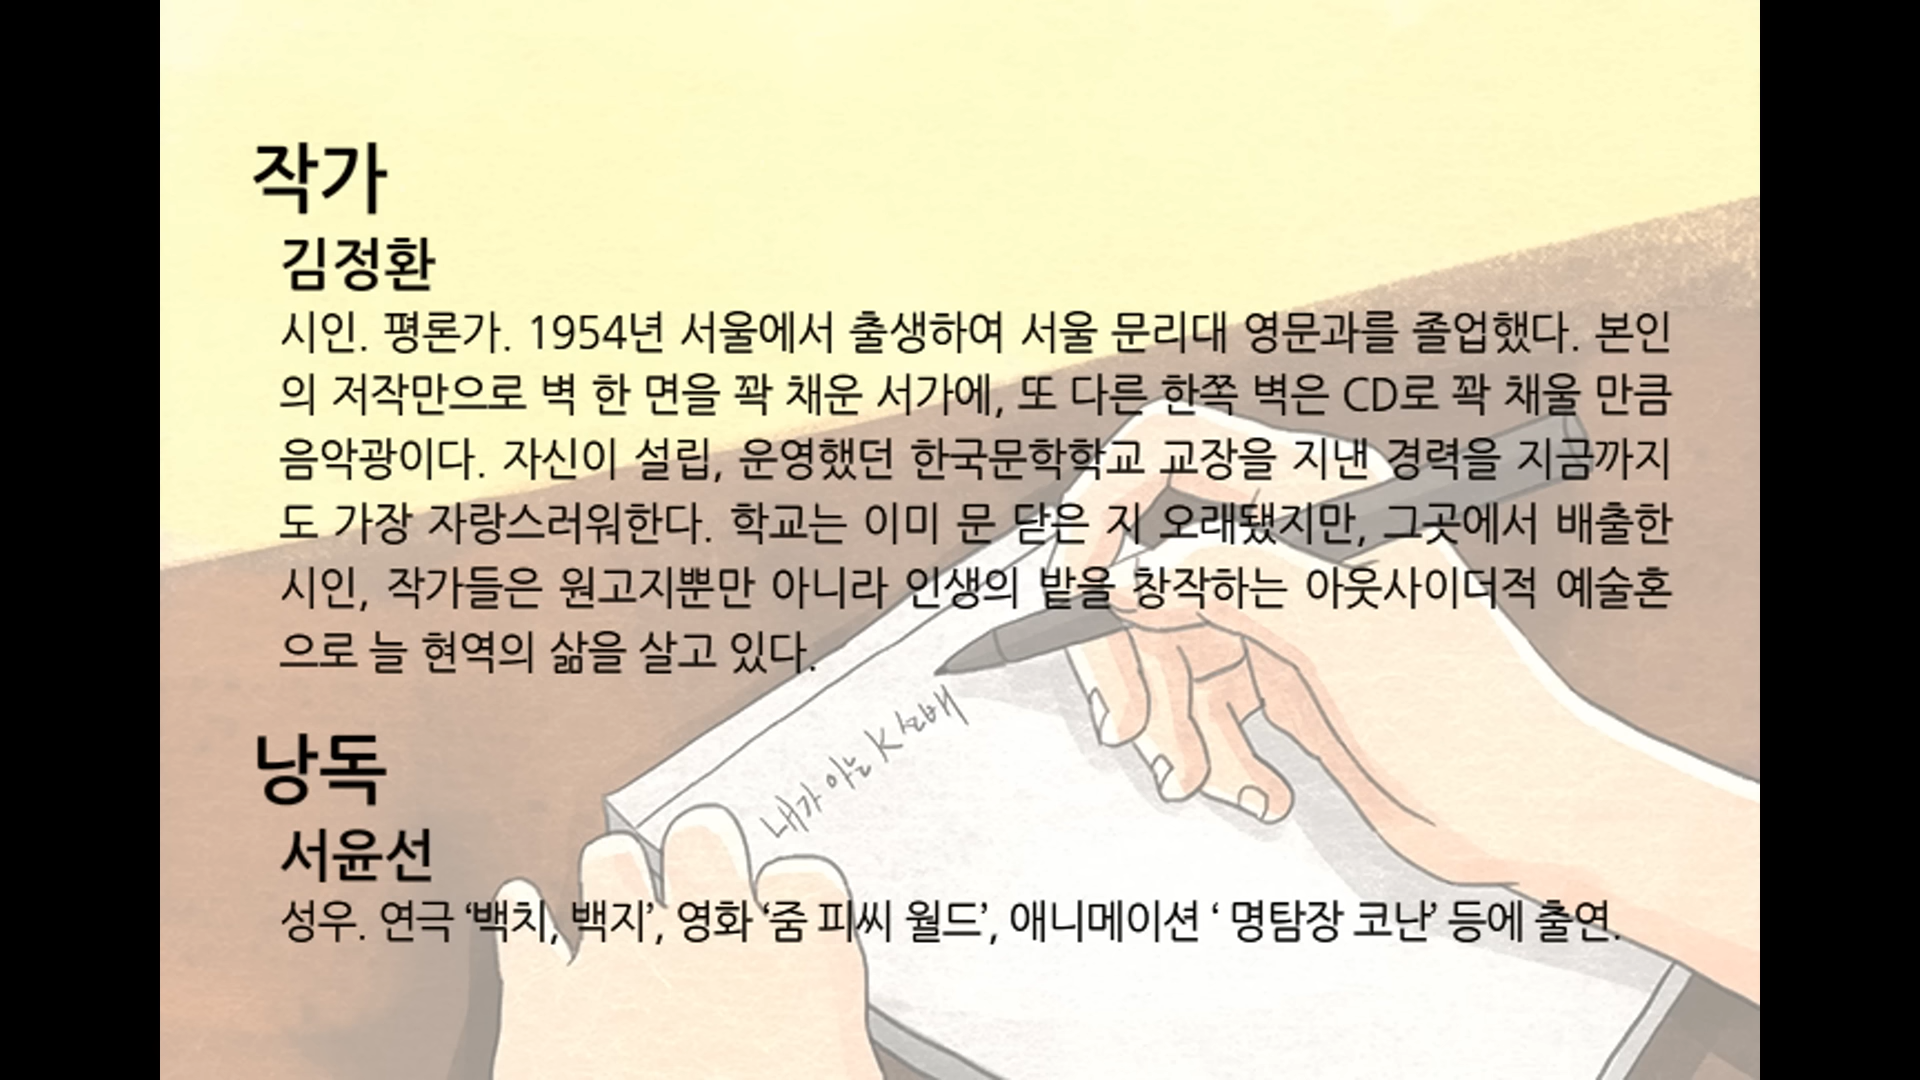 작가
김정환
시인. 평론가. 1954년 서울에서 출생하여 서울 문리대 영문과를 졸업했다. 본인
의 저작만으로 벽 한 면을 꽉 채운 서가에, 또 다른 한쪽 벽은 CD로 꽉 채울 만큼
음악광이다. 자신이 설립, 운영했던 한국문학학교 교장을 지낸 경력을 지금까지
도 가장 자랑스러워한다. 학교는 이미 문 닫은 지 오래됐지만, 그곳에서 배출한
시인, 작가들은 원고지뿐만 아니라 인생의 밭을 창작하는 아웃사이더적 예술혼
으로 늘 현역의 삶을 살고 있다.
내가 아는 K선배
낭독
서윤선
성우. 연극 ‘백치, 백지’, 영화 ‘줌 피씨 월드’, 애니메이션 ‘ 명탐장 코난’ 등에 출연.